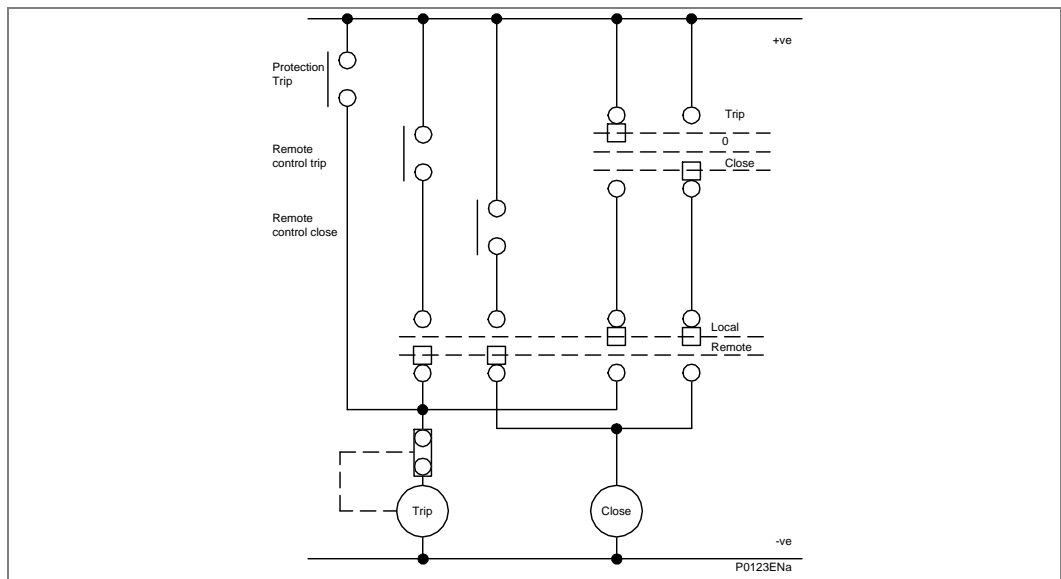 +ve
Protection
Trip
Trip
0
Remote
control trip
Close
Remote
control close
Local
Remote
Trip
Close
-ve
P0123ENa